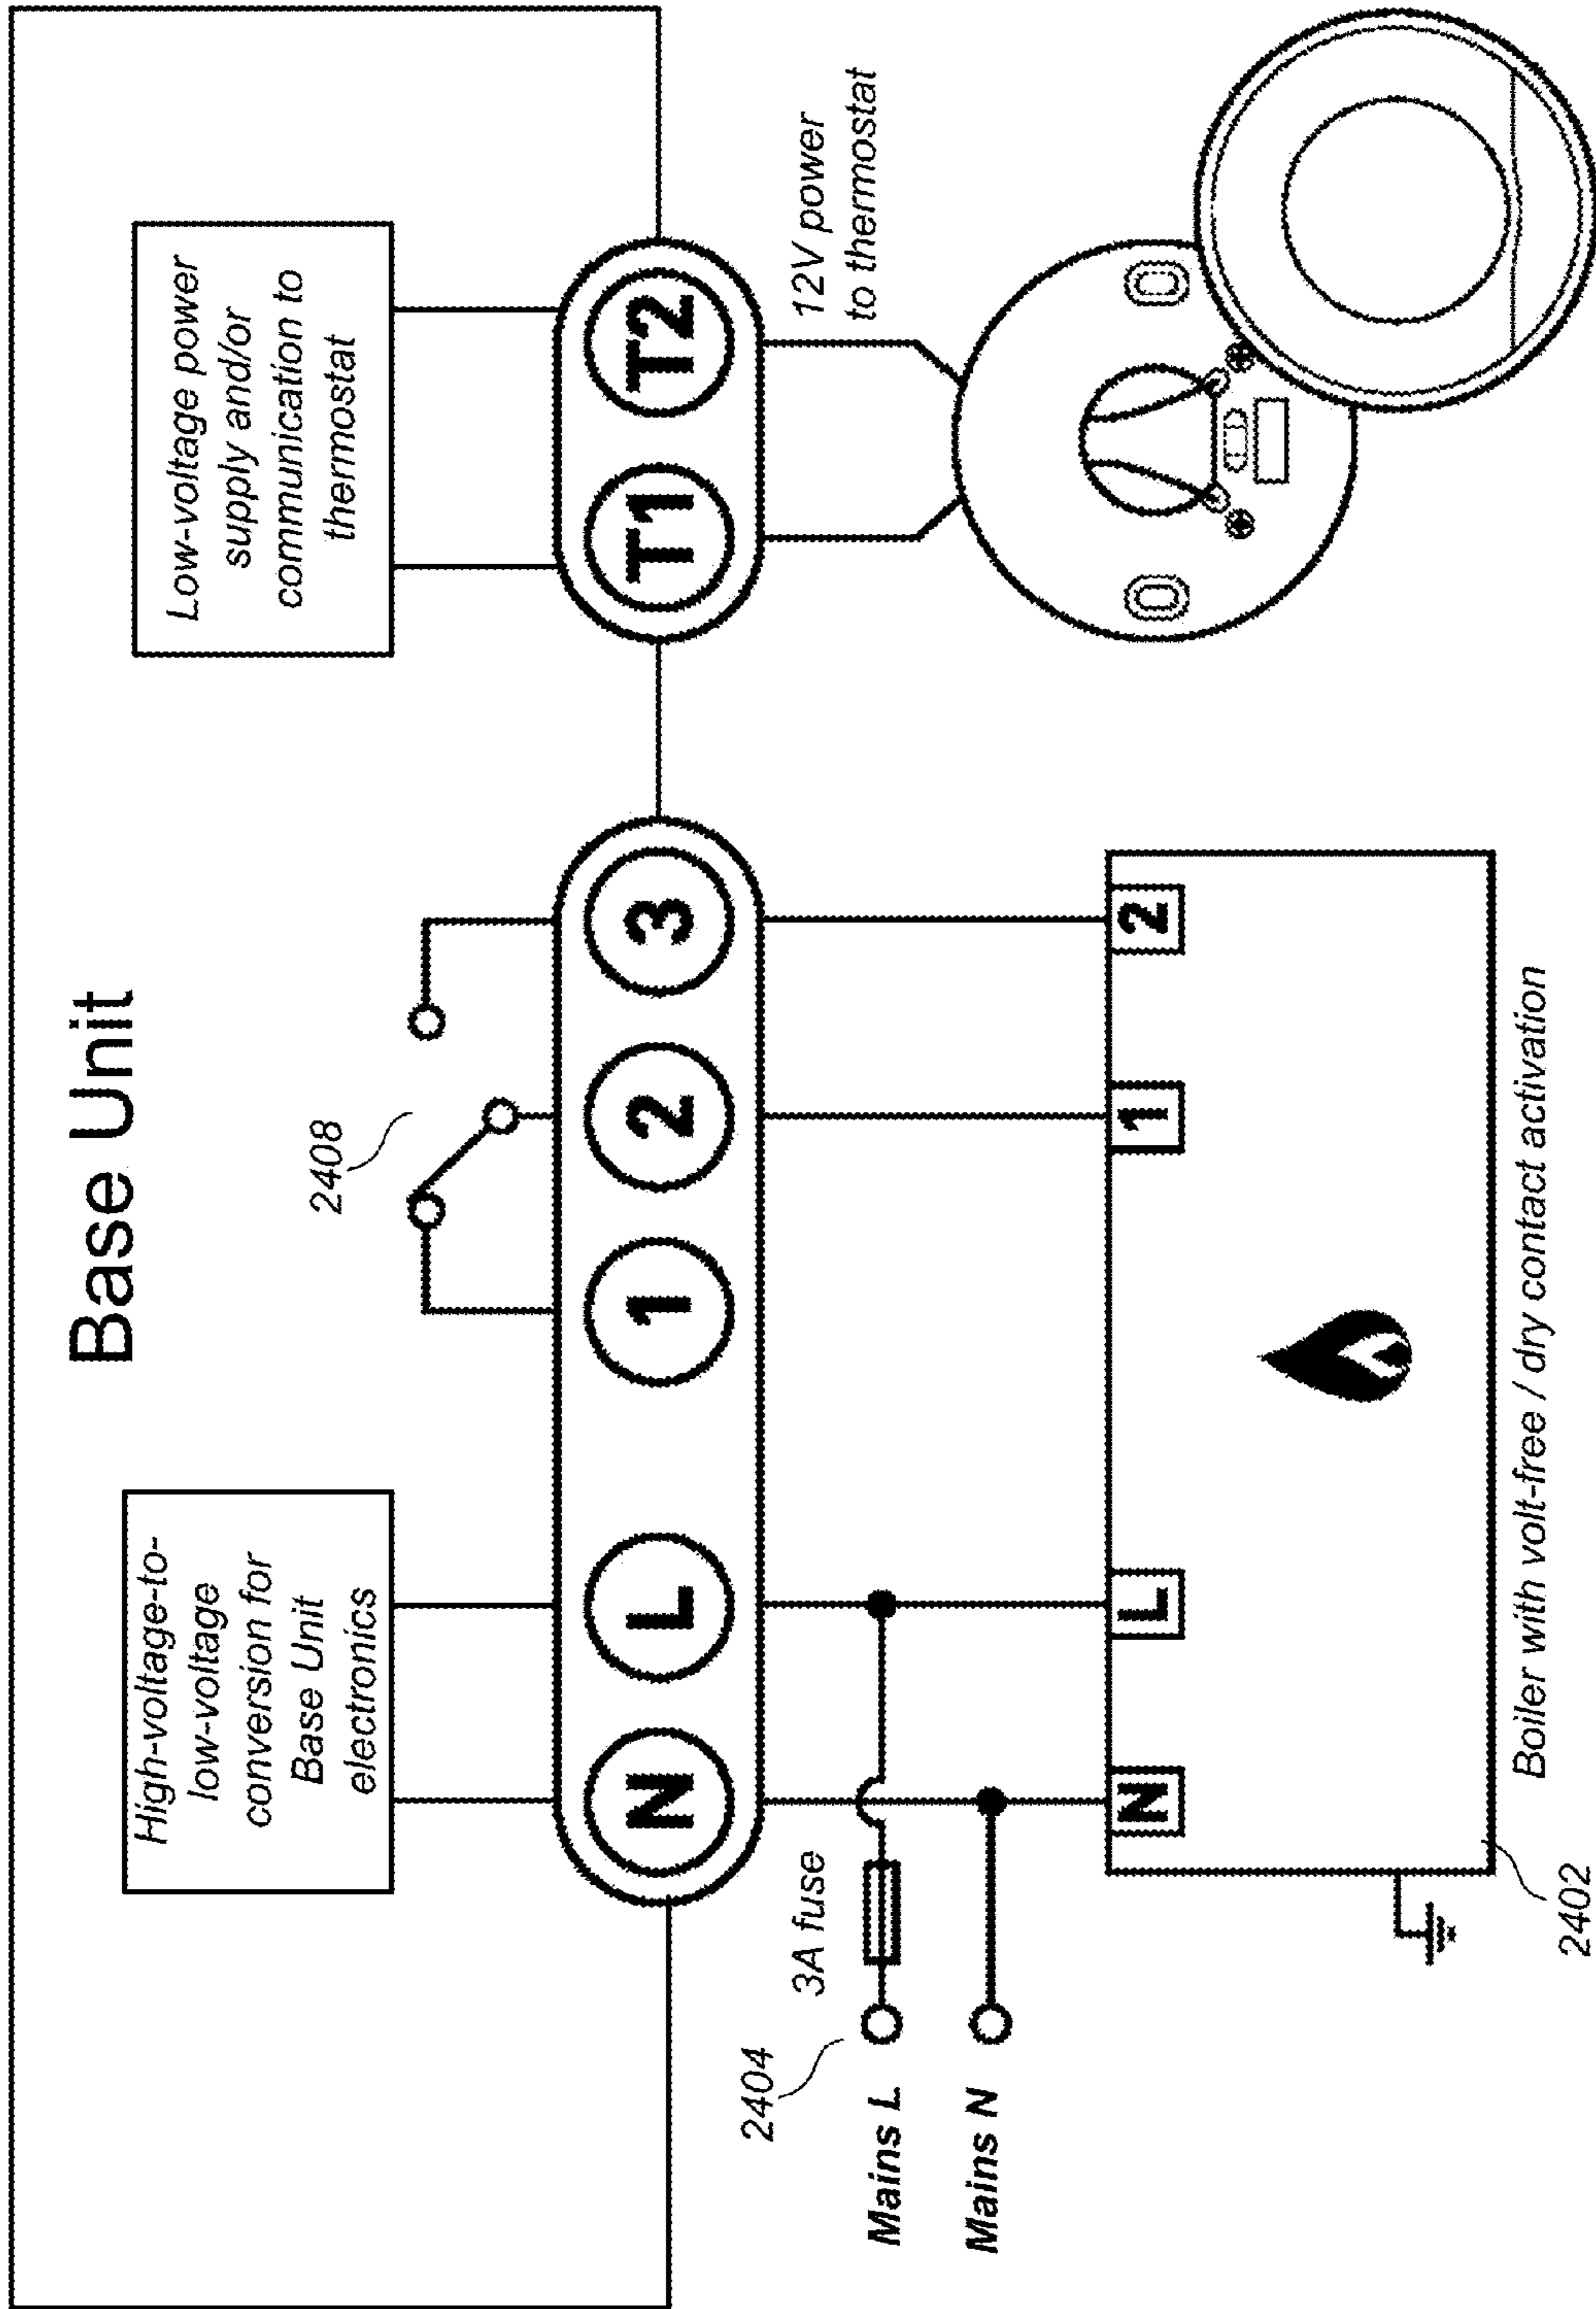 Base Unit
High-voltage-to-
low-voltage
conversion for
Base Unit
electronics
2408
Low-voltage power
supply and/or
communication to
thermostat
N
L
1
2
3
T1
T2
2404
3A fuse
Mains L
Mains N
12V power
to thermostat
N
L
1
2
2402
Boiler with volt-free / dry contact activation